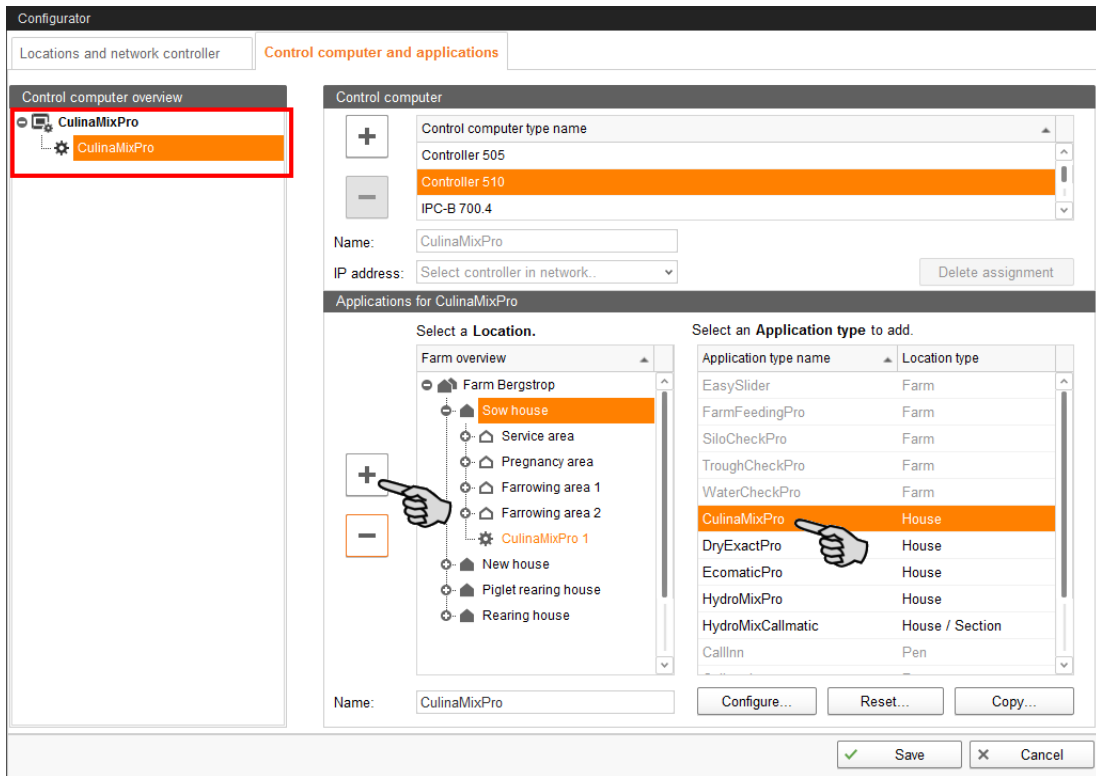 Configurator
Locations and network controller
Control computer and applications
Control computer overview
CulinaMixPro
CulinaMixPro
Control computer
Control computer type name
Controller 505
Controller 510
IPC-B 700.4
Name: CulinaMixPro
IP address: Select controller in network.. Delete assignment
Applications for CulinaMixPro
Select a Location.
Farm overview
Farm Bergstrop
Sow house
Service area
Pregnancy area
Farrowing area 1
Farrowing area 2
CulinaMixPro 1
New house
Piglet rearing house
Rearing house
Name: CulinaMixPro
Select an Application type to add.
Application type name Location type
EasySlider Farm
FarmFeedingPro Farm
SiloCheckPro Farm
TroughCheckPro Farm
WaterCheckPro Farm
CulinaMixPro House
DryExactPro House
EcomaticPro House
HydroMixPro House
HydroMixCallmatic House / Section
CallInn Pen
Configure... Reset... Copy...
Save Cancel